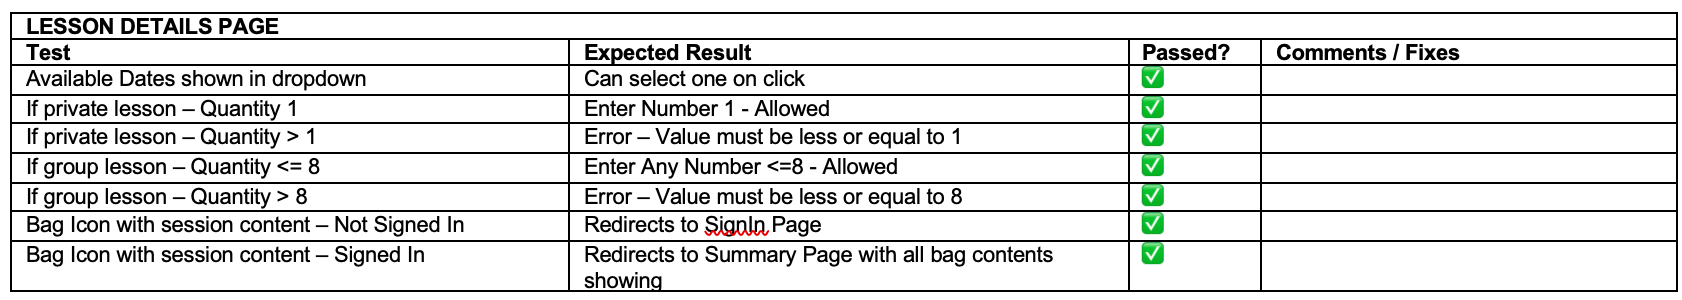 LESSON DETAILS PAGE
Test Expected Result Passed? Comments / Fixes
Available Dates shown in dropdown Can select one on click ✅
If private lesson – Quantity 1 Enter Number 1 - Allowed ✅
If private lesson – Quantity > 1 Error – Value must be less or equal to 1 ✅
If group lesson – Quantity <= 8 Enter Any Number <=8 - Allowed ✅
If group lesson – Quantity > 8 Error – Value must be less or equal to 8 ✅
Bag Icon with session content – Not Signed In Redirects to SignIn Page ✅
Bag Icon with session content – Signed In Redirects to Summary Page with all bag contents ✅
showing